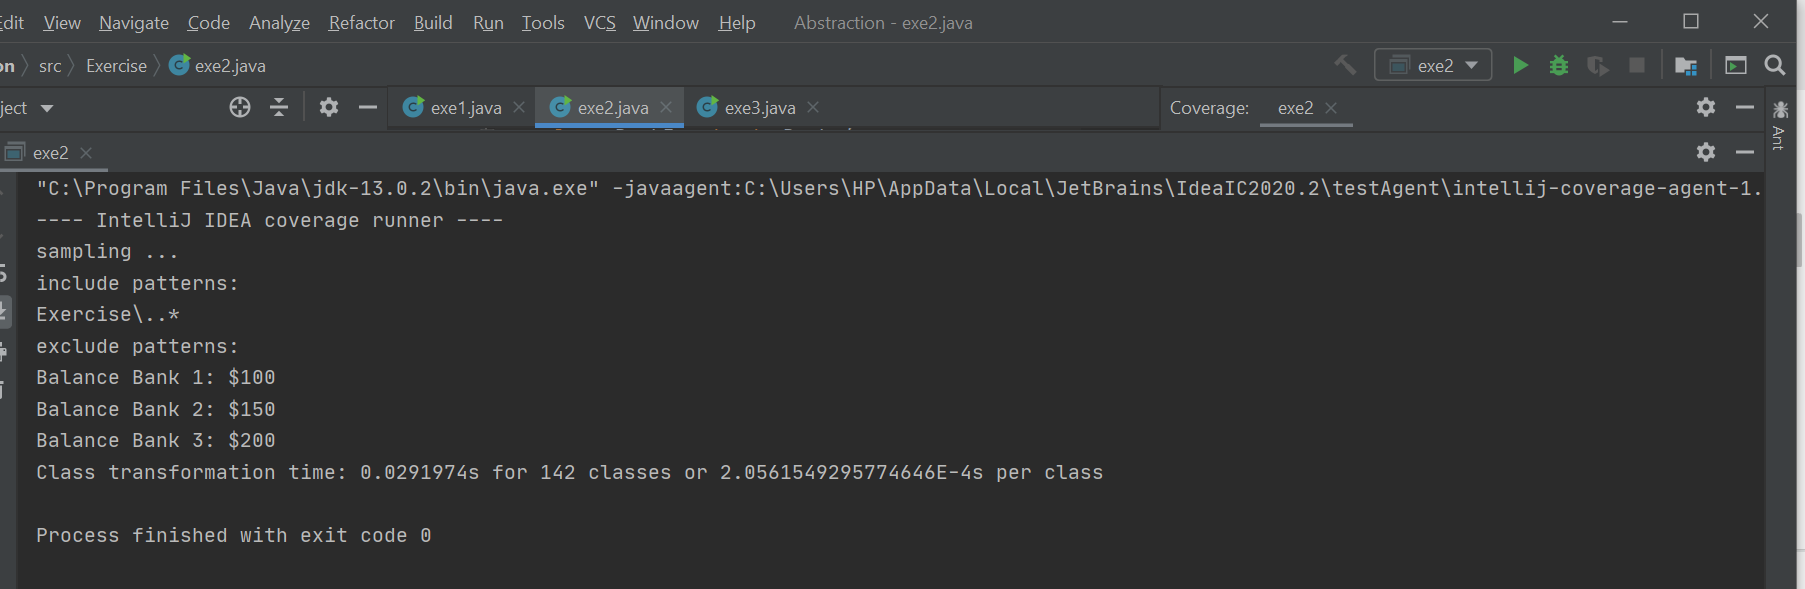 Edit View Navigate Code Analyze Refactor Build Run Tools VCS Window Help Abstraction - exe2.java
on src Exercise exe2.java exe2
ject exe1.java exe2.java exe3.java Coverage: exe2
Ant
exe2
"C:\Program Files\Java\jdk-13.0.2\bin\java.exe" -javaagent:C:\Users\HP\AppData\Local\JetBrains\IdeaIC2020.2\testAgent\intellij-coverage-agent-1.
---- IntelliJ IDEA coverage runner ----
sampling ...
include patterns:
Exercise\..*
exclude patterns:
Balance Bank 1: $100
Balance Bank 2: $150
Balance Bank 3: $200
Class transformation time: 0.0291974s for 142 classes or 2.0561549295774646E-4s per class
Process finished with exit code 0